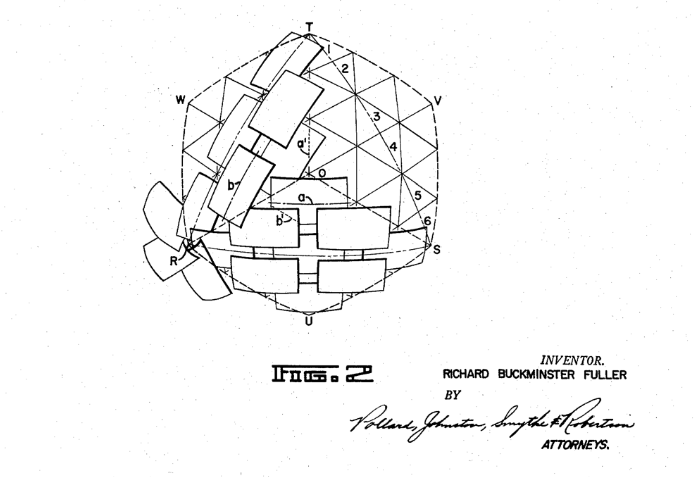 T
1
2
W
V
3
a'
4
O
b
5
a
b'
6
R
S
U
FIG. 2
INVENTOR.
RICHARD BUCKMINSTER FULLER
BY
Pollard, Johnston, Smythe & Robertson
ATTORNEYS.